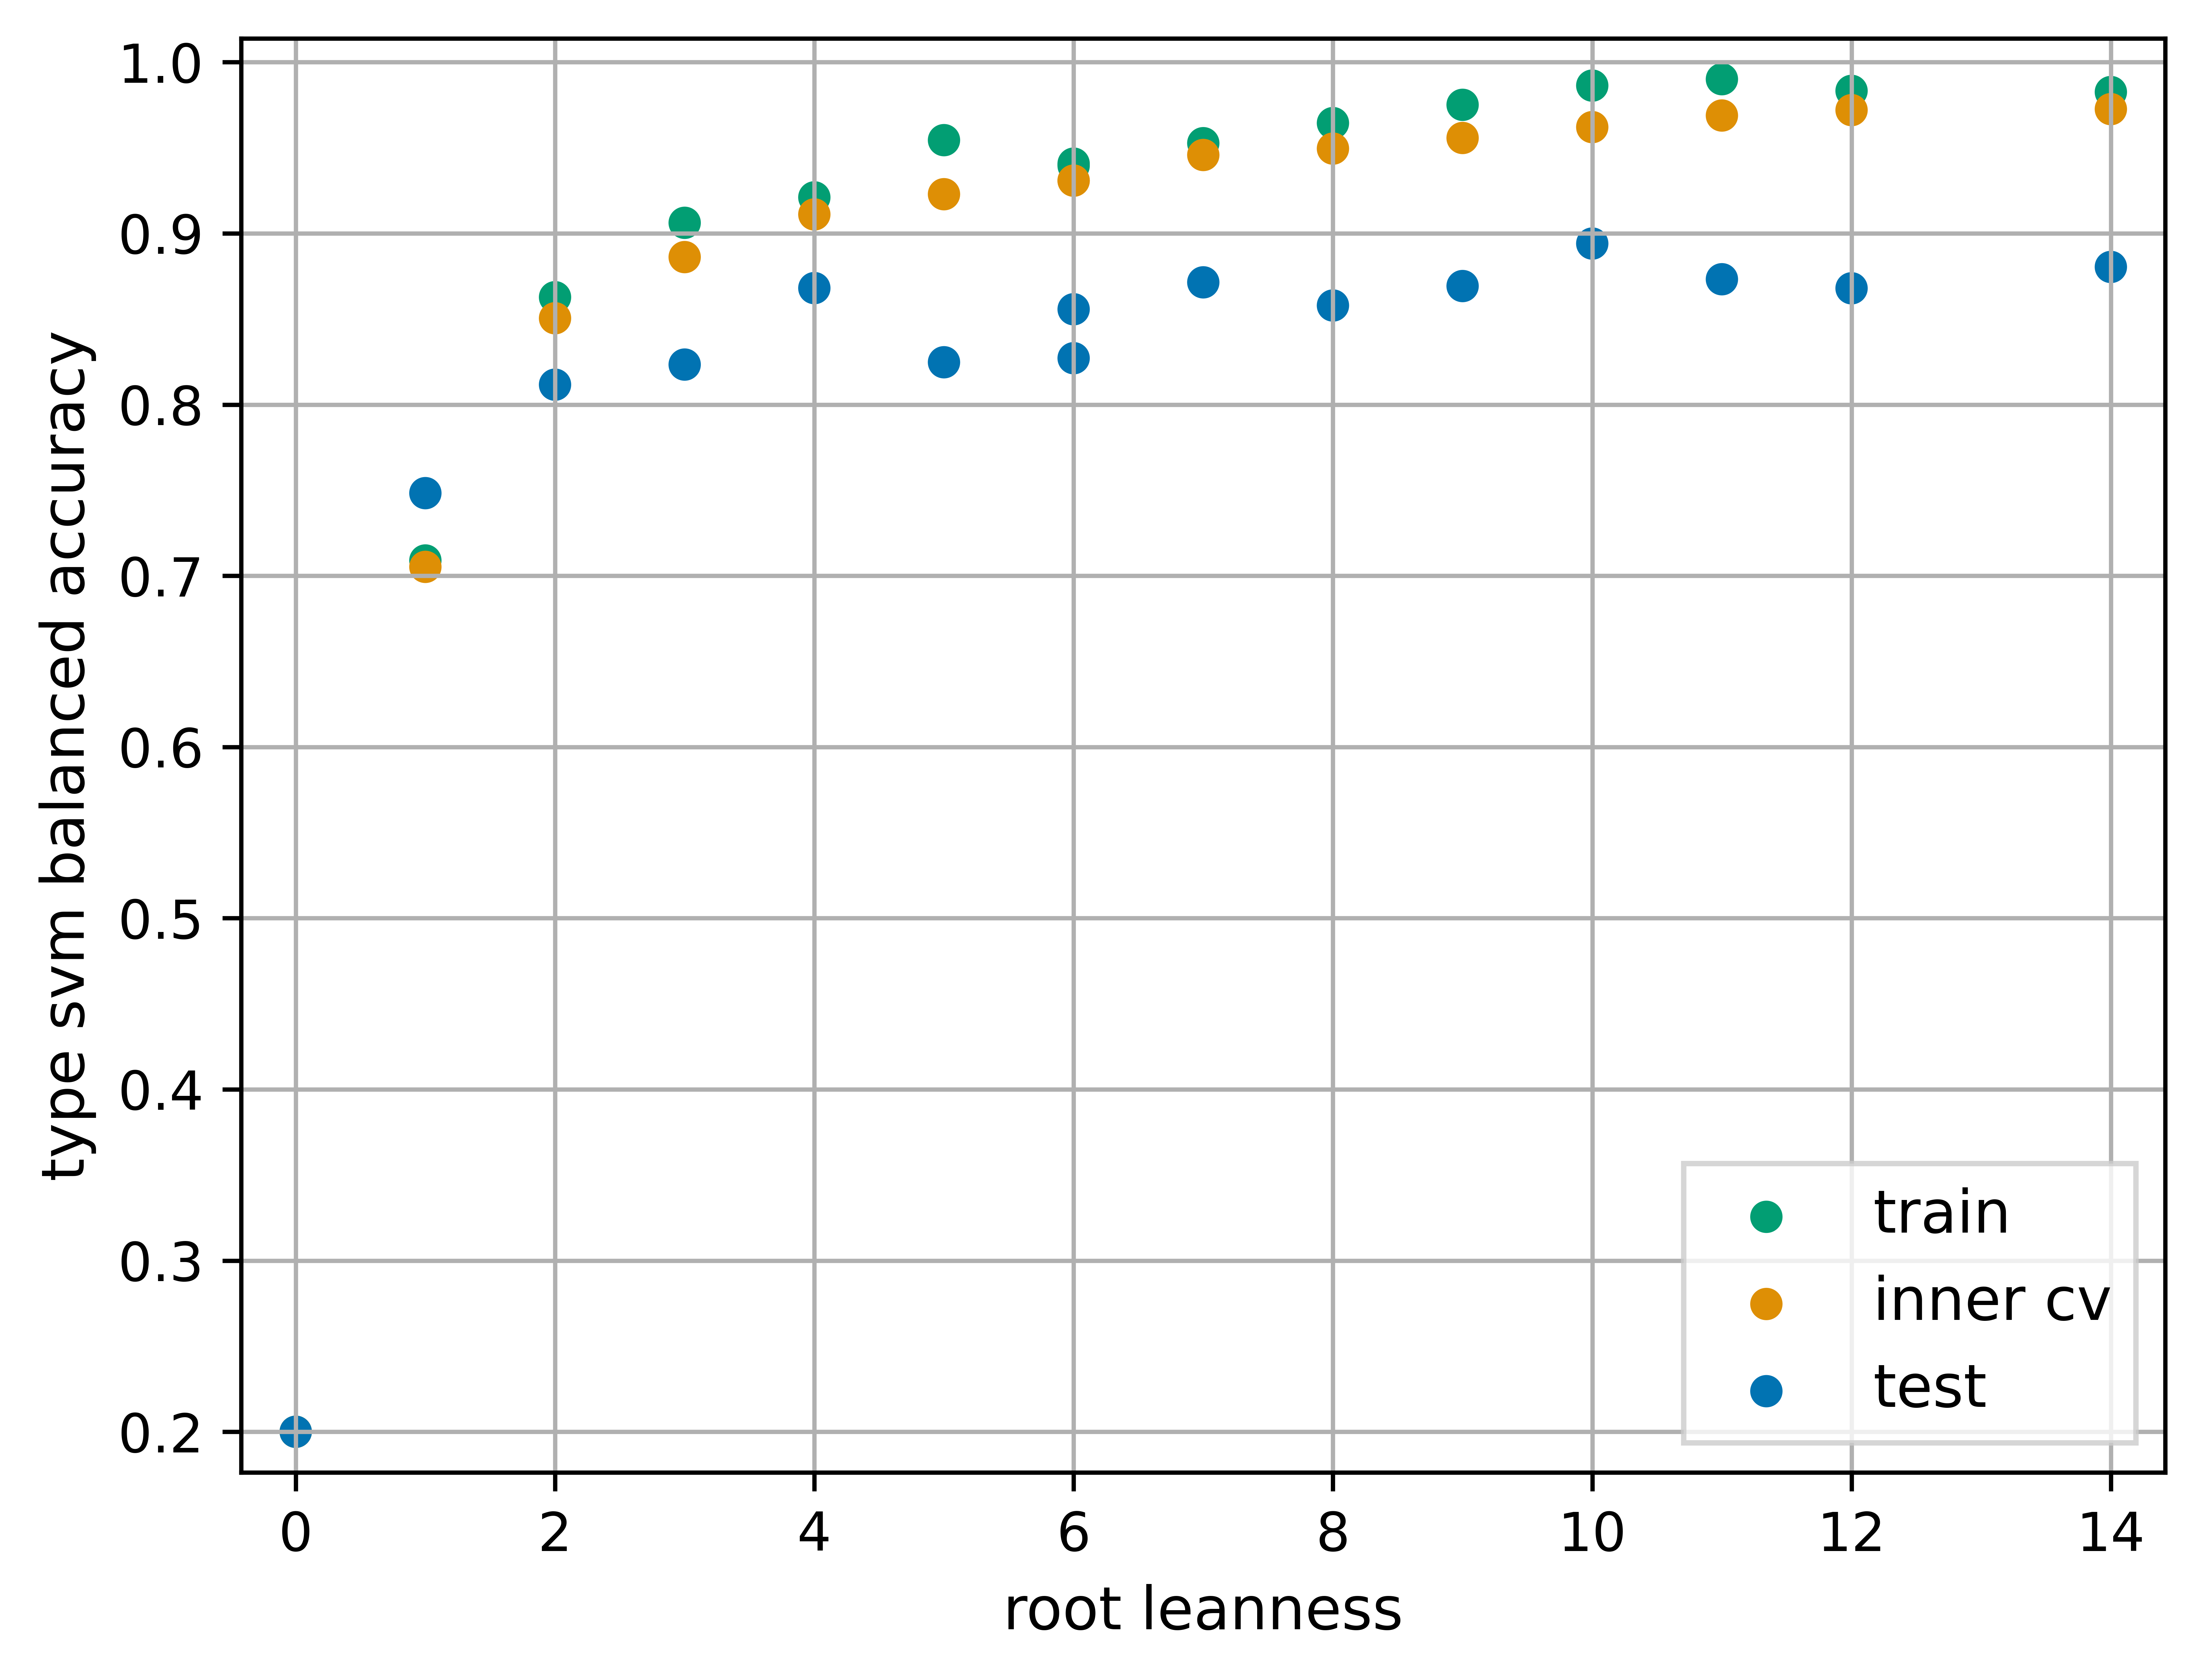 type svm balanced accuracy
1.0
0.9
0.8
0.7
0.6
0.5
0.4
0.3
0.2
0 2 4 6 8 10 12 14
root leanness
train
inner cv
test